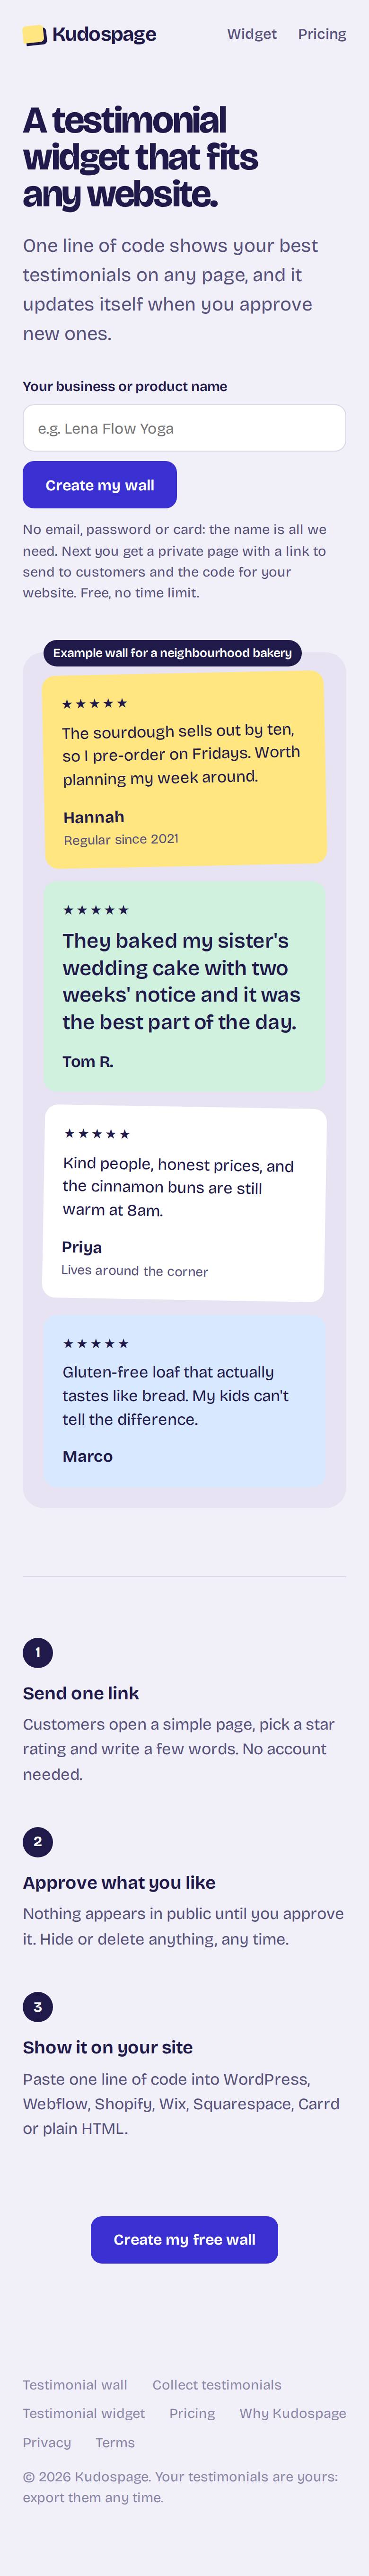 Kudospage
Widget
Pricing
A testimonial
widget that fits
any website.
One line of code shows your best
testimonials on any page, and it
updates itself when you approve
new ones.
Your business or product name
e.g. Lena Flow Yoga
Create my wall
No email, password or card: the name is all we
need. Next you get a private page with a link to
send to customers and the code for your
website. Free, no time limit.
Example wall for a neighbourhood bakery
★★★★★
The sourdough sells out by ten,
so I pre-order on Fridays. Worth
planning my week around.
Hannah
Regular since 2021
★★★★★
They baked my sister's
wedding cake with two
weeks' notice and it was
the best part of the day.
Tom R.
★★★★★
Kind people, honest prices, and
the cinnamon buns are still
warm at 8am.
Priya
Lives around the corner
★★★★★
Gluten-free loaf that actually
tastes like bread. My kids can't
tell the difference.
Marco
1
Send one link
Customers open a simple page, pick a star
rating and write a few words. No account
needed.
2
Approve what you like
Nothing appears in public until you approve
it. Hide or delete anything, any time.
3
Show it on your site
Paste one line of code into WordPress,
Webflow, Shopify, Wix, Squarespace, Carrd
or plain HTML.
Create my free wall
Testimonial wall
Collect testimonials
Testimonial widget
Pricing
Why Kudospage
Privacy
Terms
© 2026 Kudospage. Your testimonials are yours:
export them any time.